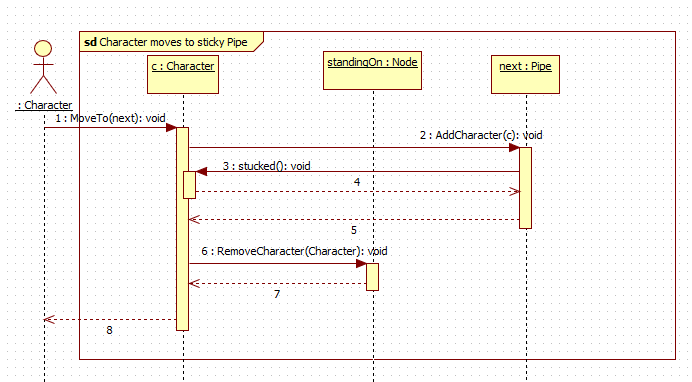 sd Character moves to sticky Pipe
c : Character
standingOn : Node
next : Pipe
: Character
1 : MoveTo(next): void
2 : AddCharacter(c): void
3 : stucked(): void
4
5
6 : RemoveCharacter(Character): void
7
8